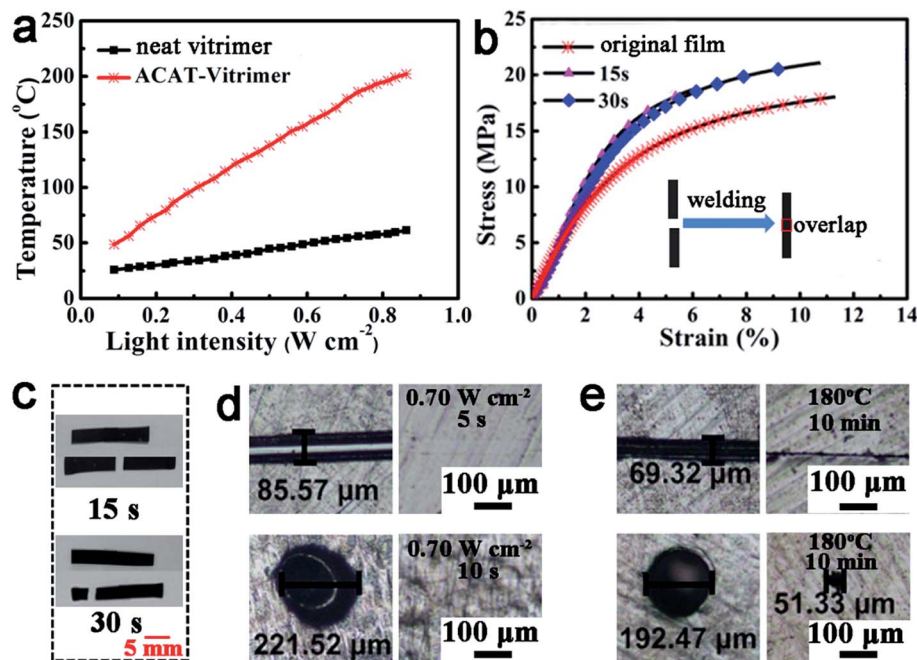 a
neat vitrimer
ACAT-Vitrimer
Temperature (°C)
250
200
150
100
50
0
0.0 0.2 0.4 0.6 0.8 1.0
Light intensity (W cm⁻²)
b
original film
15s
30s
Stress (MPa)
25
20
15
10
5
0
welding
overlap
0 2 4 6 8 10 12 14
Strain (%)
c
15 s
30 s
5 mm
d
85.57 µm
0.70 W cm⁻²
5 s
100 µm
221.52 µm
0.70 W cm⁻²
10 s
100 µm
e
69.32 µm
180°C
10 min
100 µm
192.47 µm
180°C
10 min
51.33 µm
100 µm